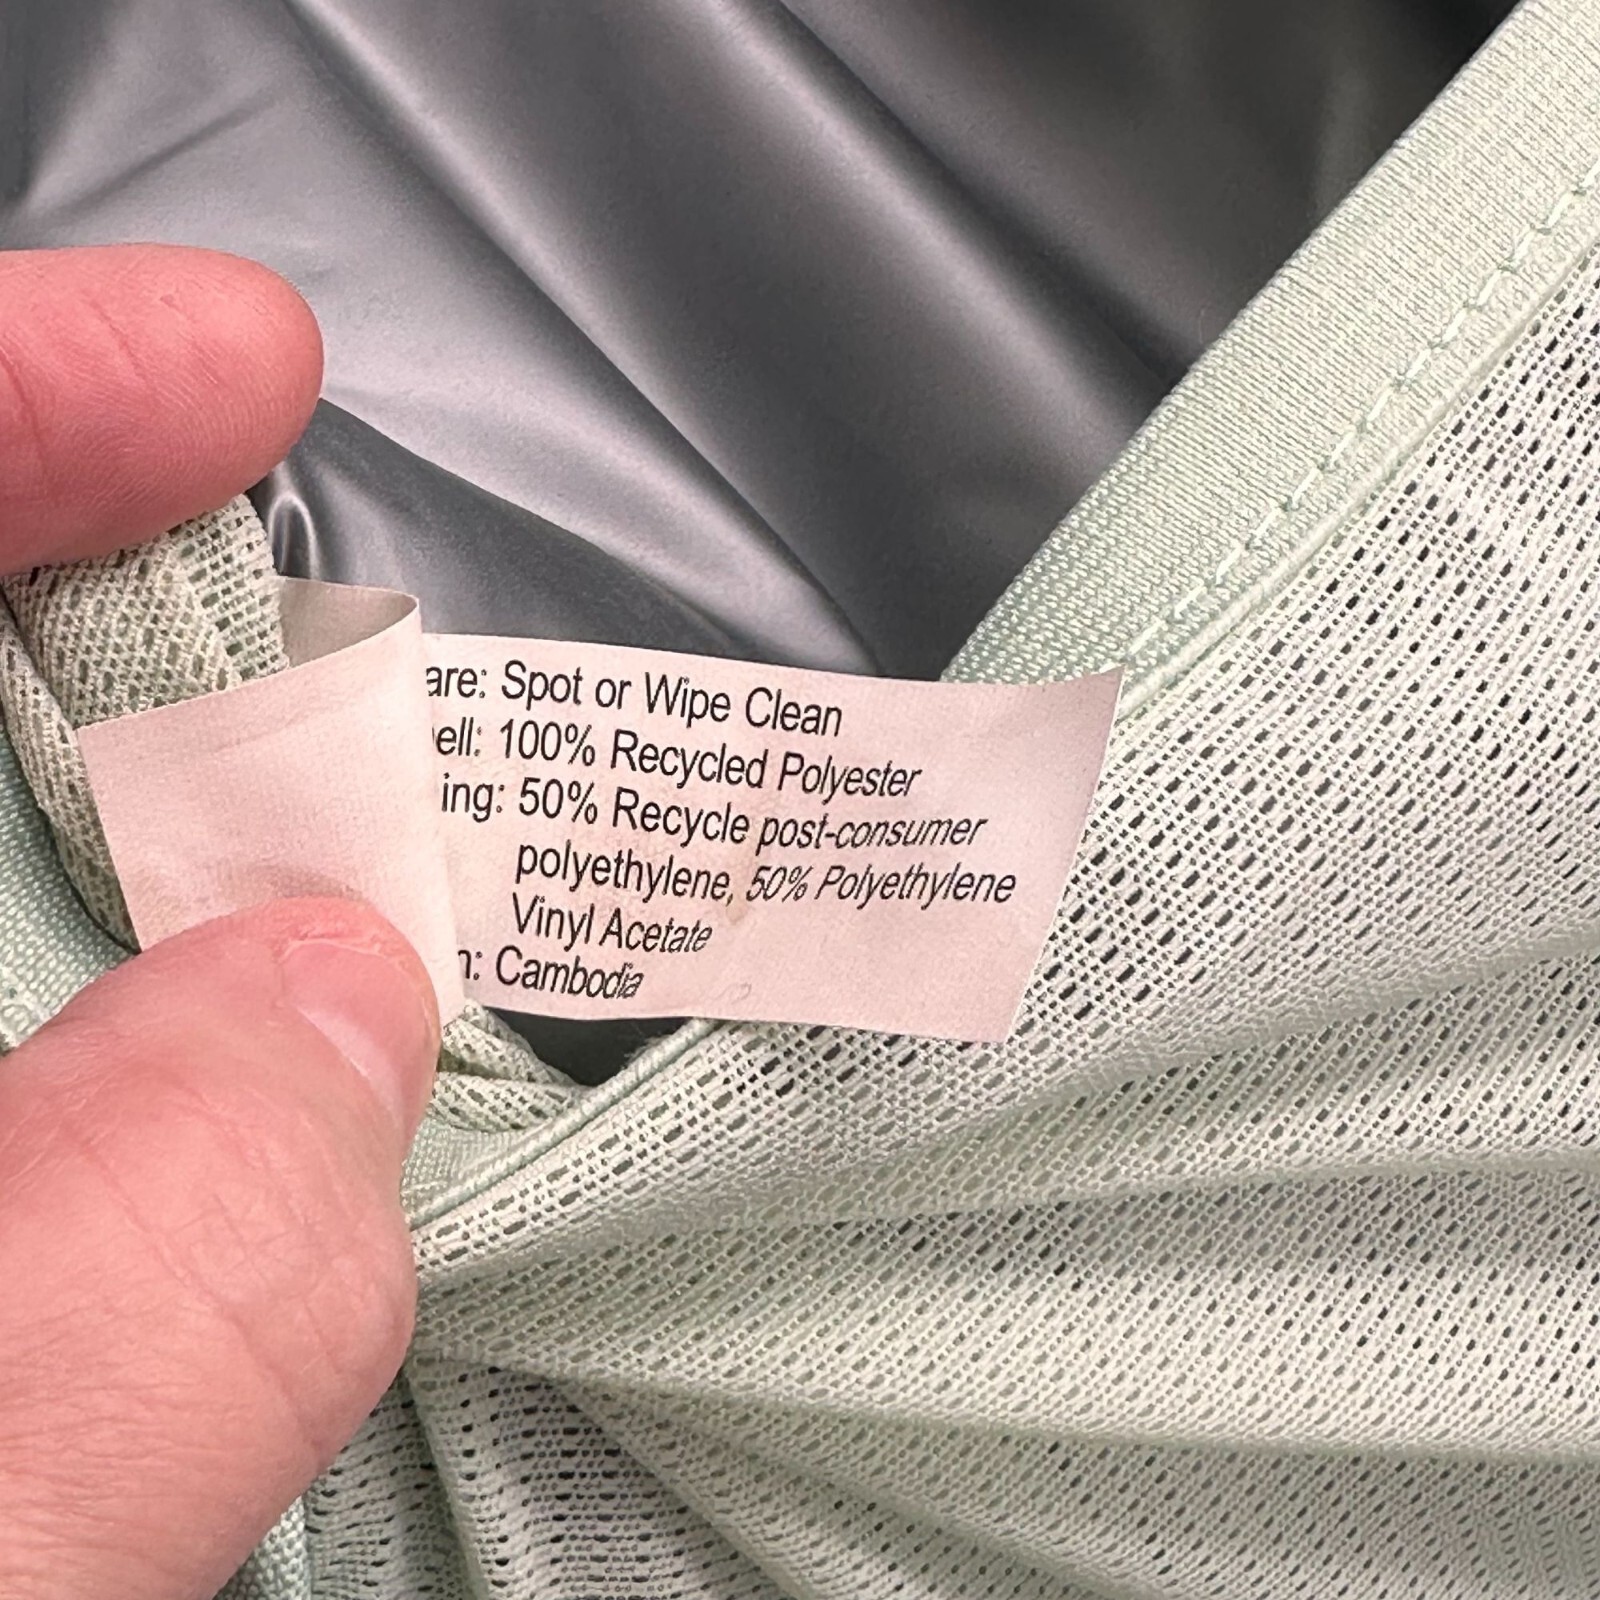 are: Spot or Wipe Clean
ell: 100% Recycled Polyester
ing: 50% Recycle post-consumer
polyethylene, 50% Polyethylene
Vinyl Acetate
n: Cambodia